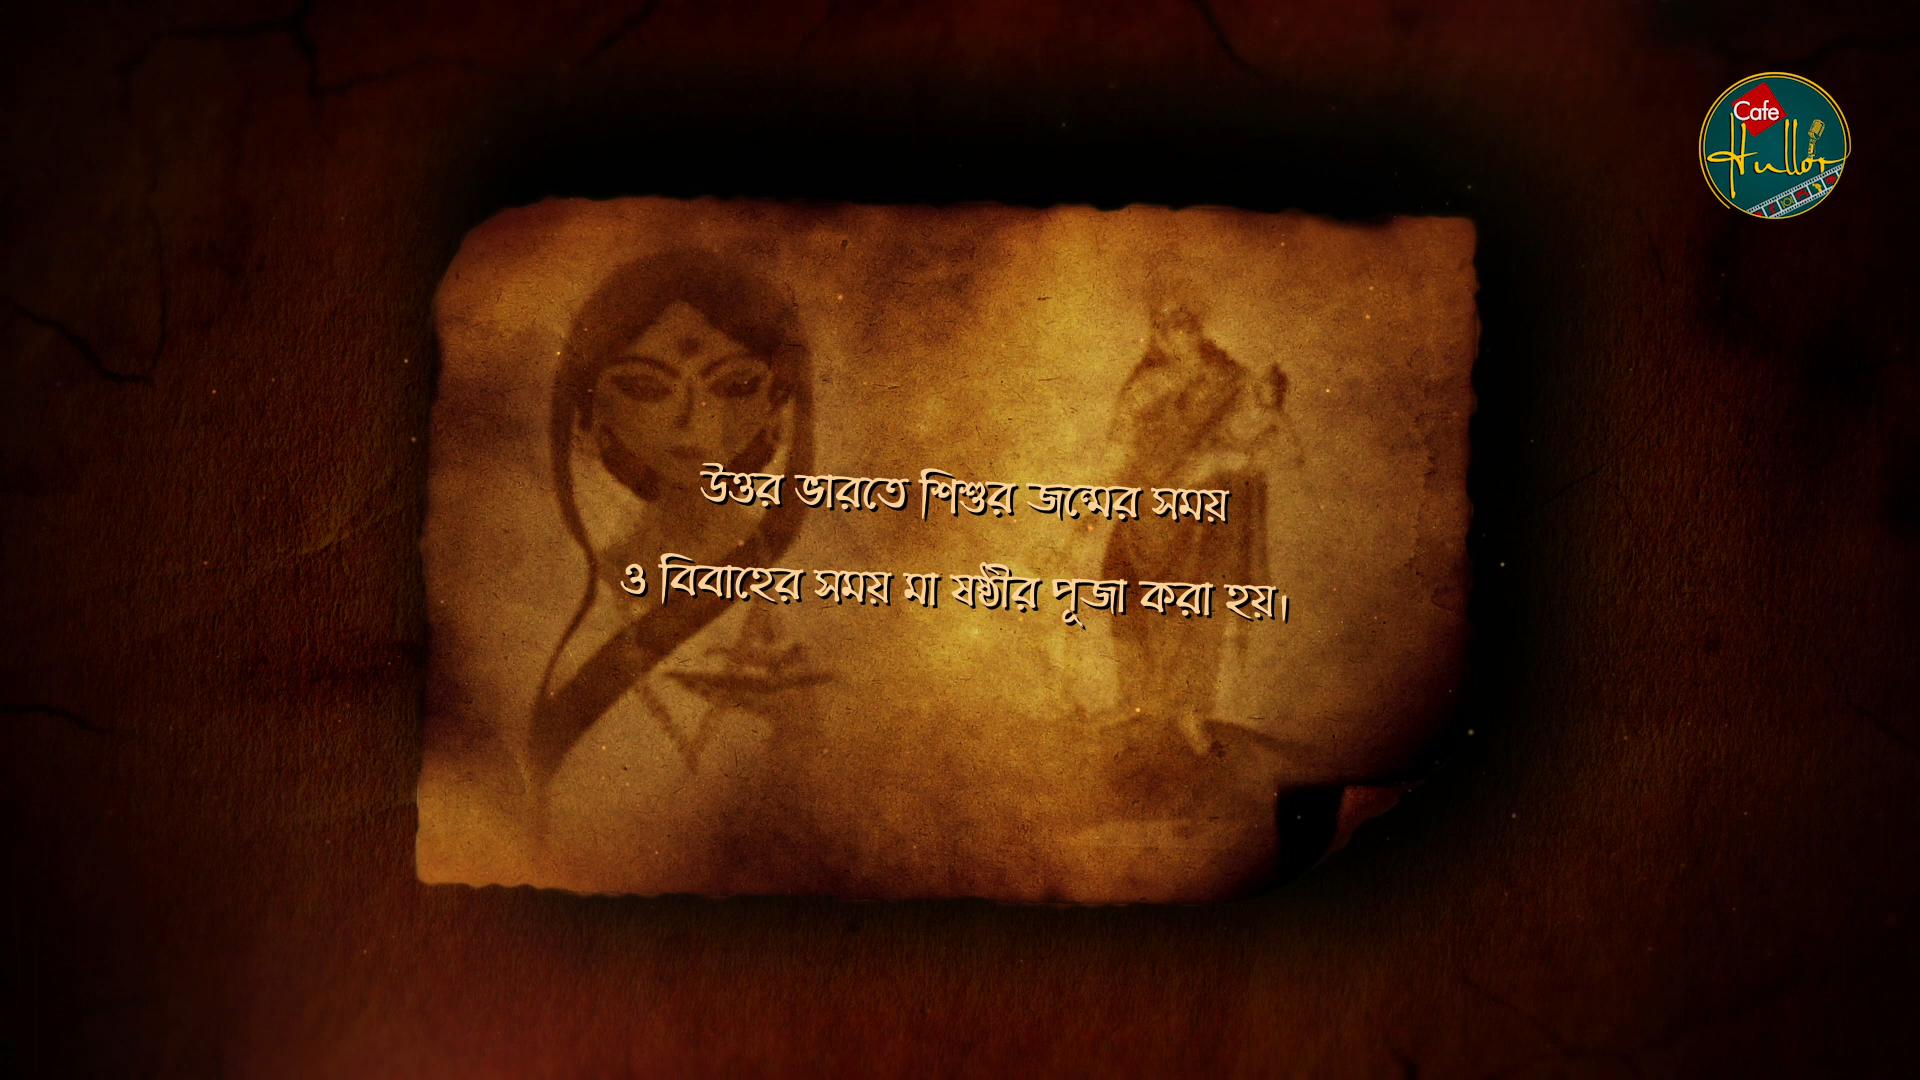 Cafe
Hullor
উত্তর ভারতে শিশুর জন্মের সময়
ও বিবাহের সময় মা ষষ্ঠীর পূজা করা হয়।